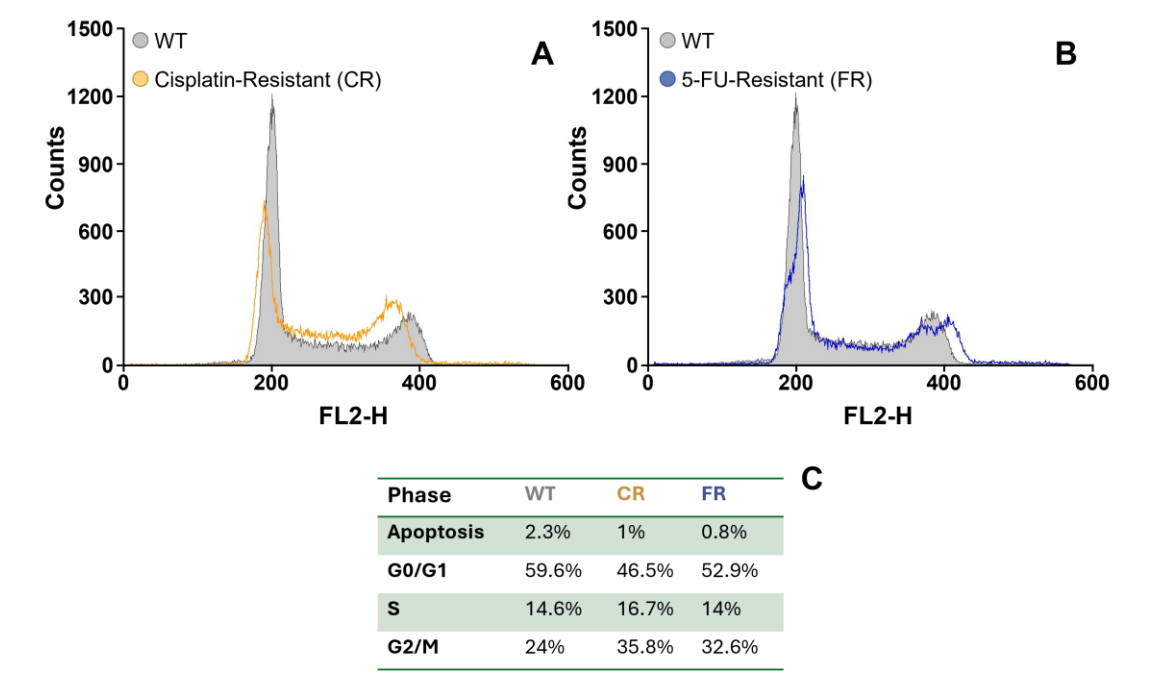 A
WT
Cisplatin-Resistant (CR)
1500
1200
900
600
300
0
Counts
0 200 400 600
FL2-H
B
WT
5-FU-Resistant (FR)
1500
1200
900
600
300
0
Counts
0 200 400 600
FL2-H
C
Phase WT CR FR
Apoptosis 2.3% 1% 0.8%
G0/G1 59.6% 46.5% 52.9%
S 14.6% 16.7% 14%
G2/M 24% 35.8% 32.6%